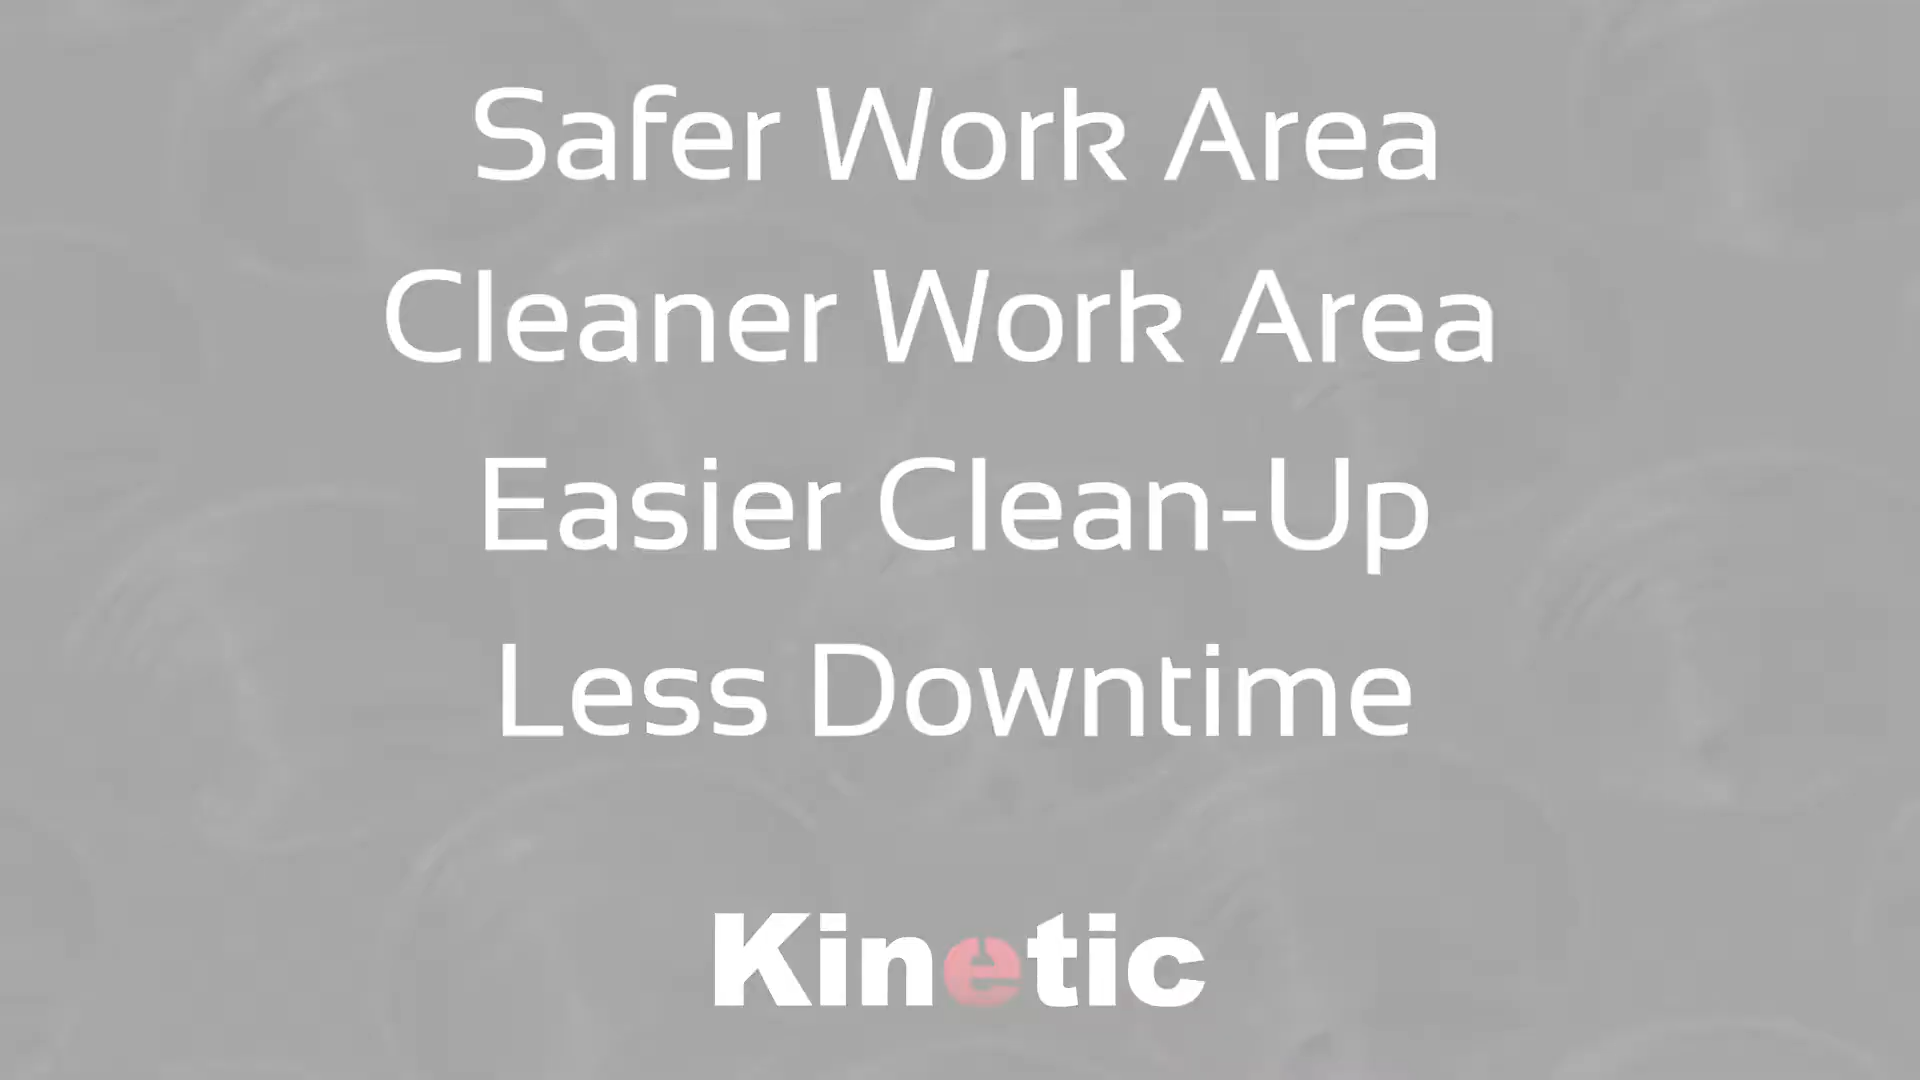 Safer Work Area
Cleaner Work Area
Easier Clean-Up
Less Downtime
Kinetic